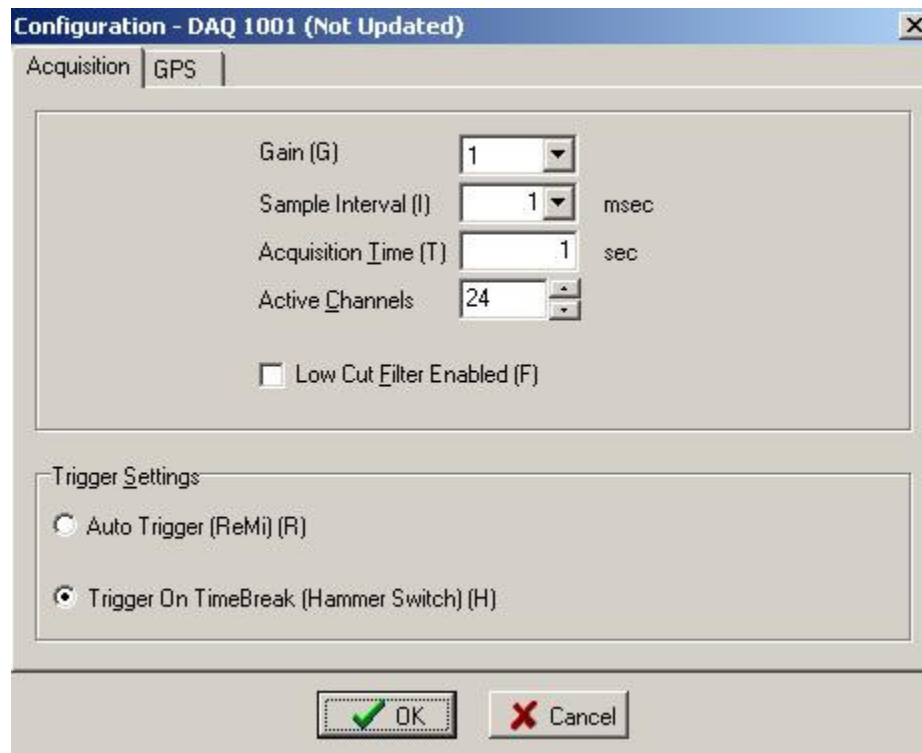 Configuration - DAQ 1001 (Not Updated)
Acquisition GPS
Gain (G) 1
Sample Interval (I) 1 msec
Acquisition Time (T) 1 sec
Active Channels 24
Low Cut Filter Enabled (F)
Trigger Settings
Auto Trigger (ReMi) (R)
Trigger On TimeBreak (Hammer Switch) (H)
OK Cancel